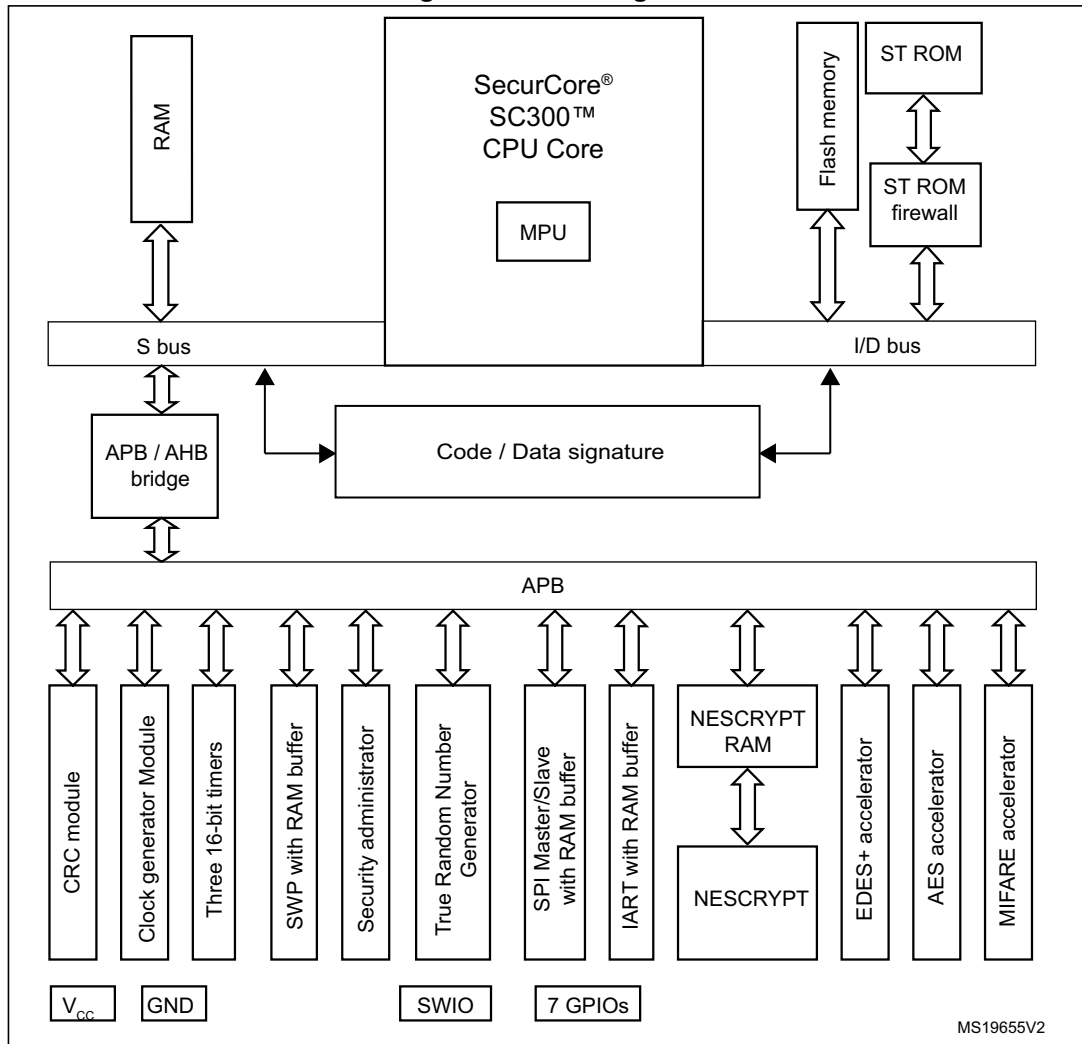 RAM
SecurCore®
SC300™
CPU Core
MPU
Flash memory
ST ROM
ST ROM
firewall
S bus
I/D bus
APB / AHB
bridge
Code / Data signature
APB
CRC module
Clock generator Module
Three 16-bit timers
SWP with RAM buffer
Security administrator
True Random Number
Generator
SPI Master/Slave
with RAM buffer
IART with RAM buffer
NESCRYPT
RAM
NESCRYPT
EDES+ accelerator
AES accelerator
MIFARE accelerator
VCC
GND
SWIO
7 GPIOs
MS19655V2